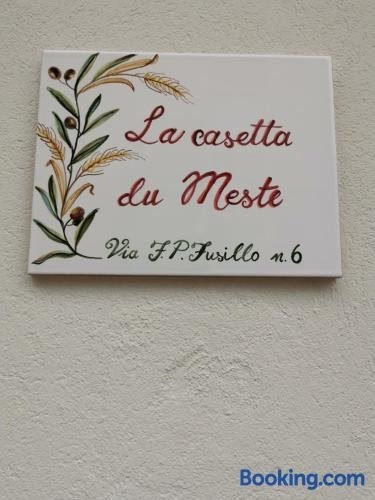 La casetta
du Meste
Via F.P. Fusillo n.6
Booking.com